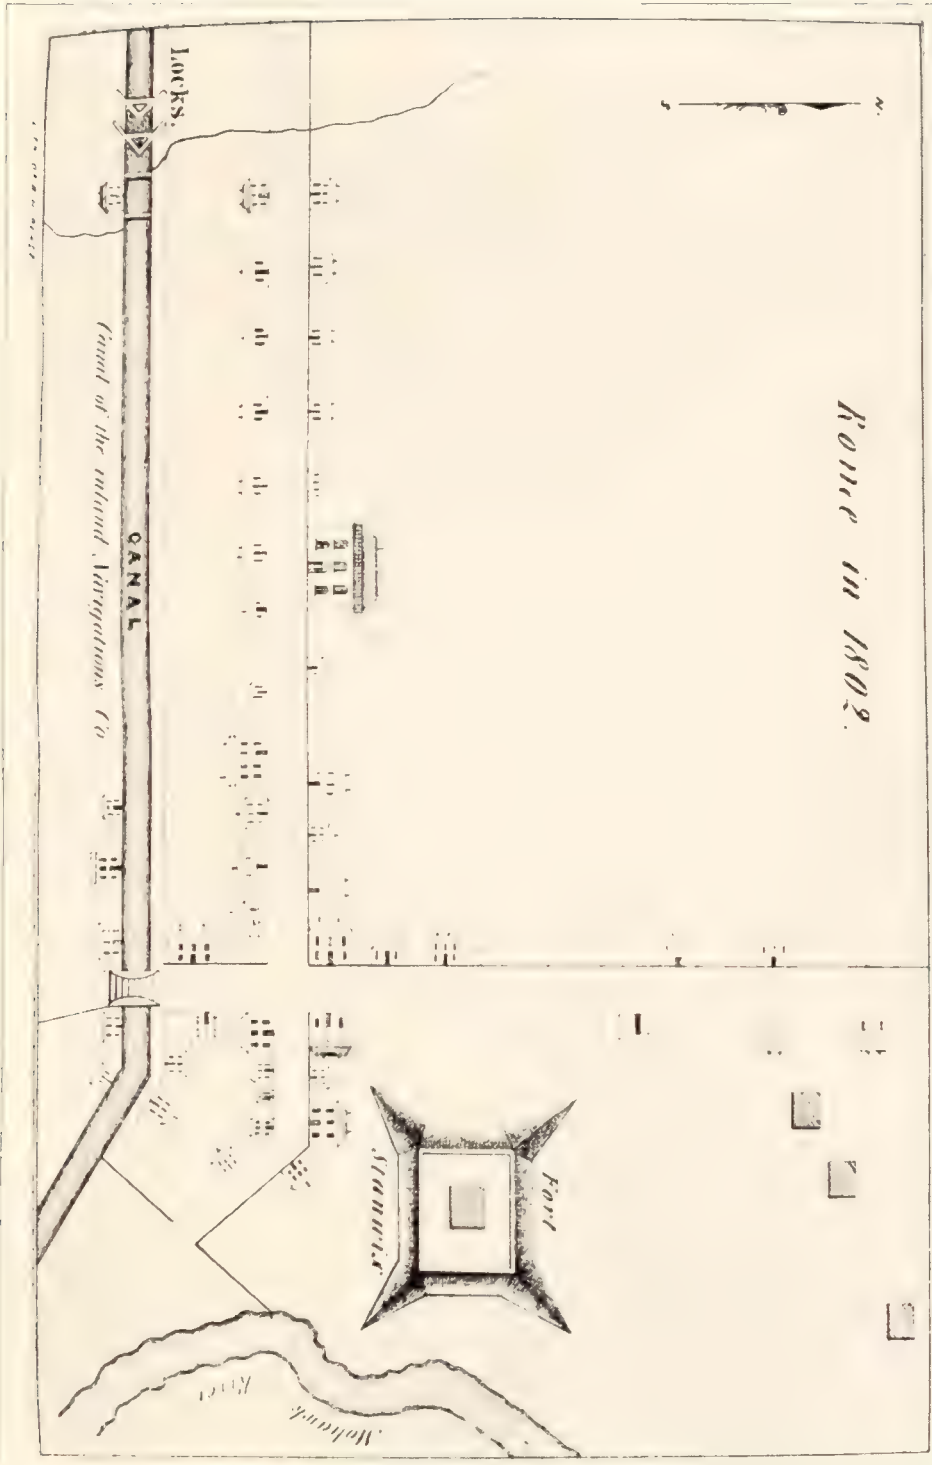 Rome in 1802.
N.
S
Locks.
CANAL
Canal of the inland Navigations Co
Fort
Stanwix
Mohawk
River